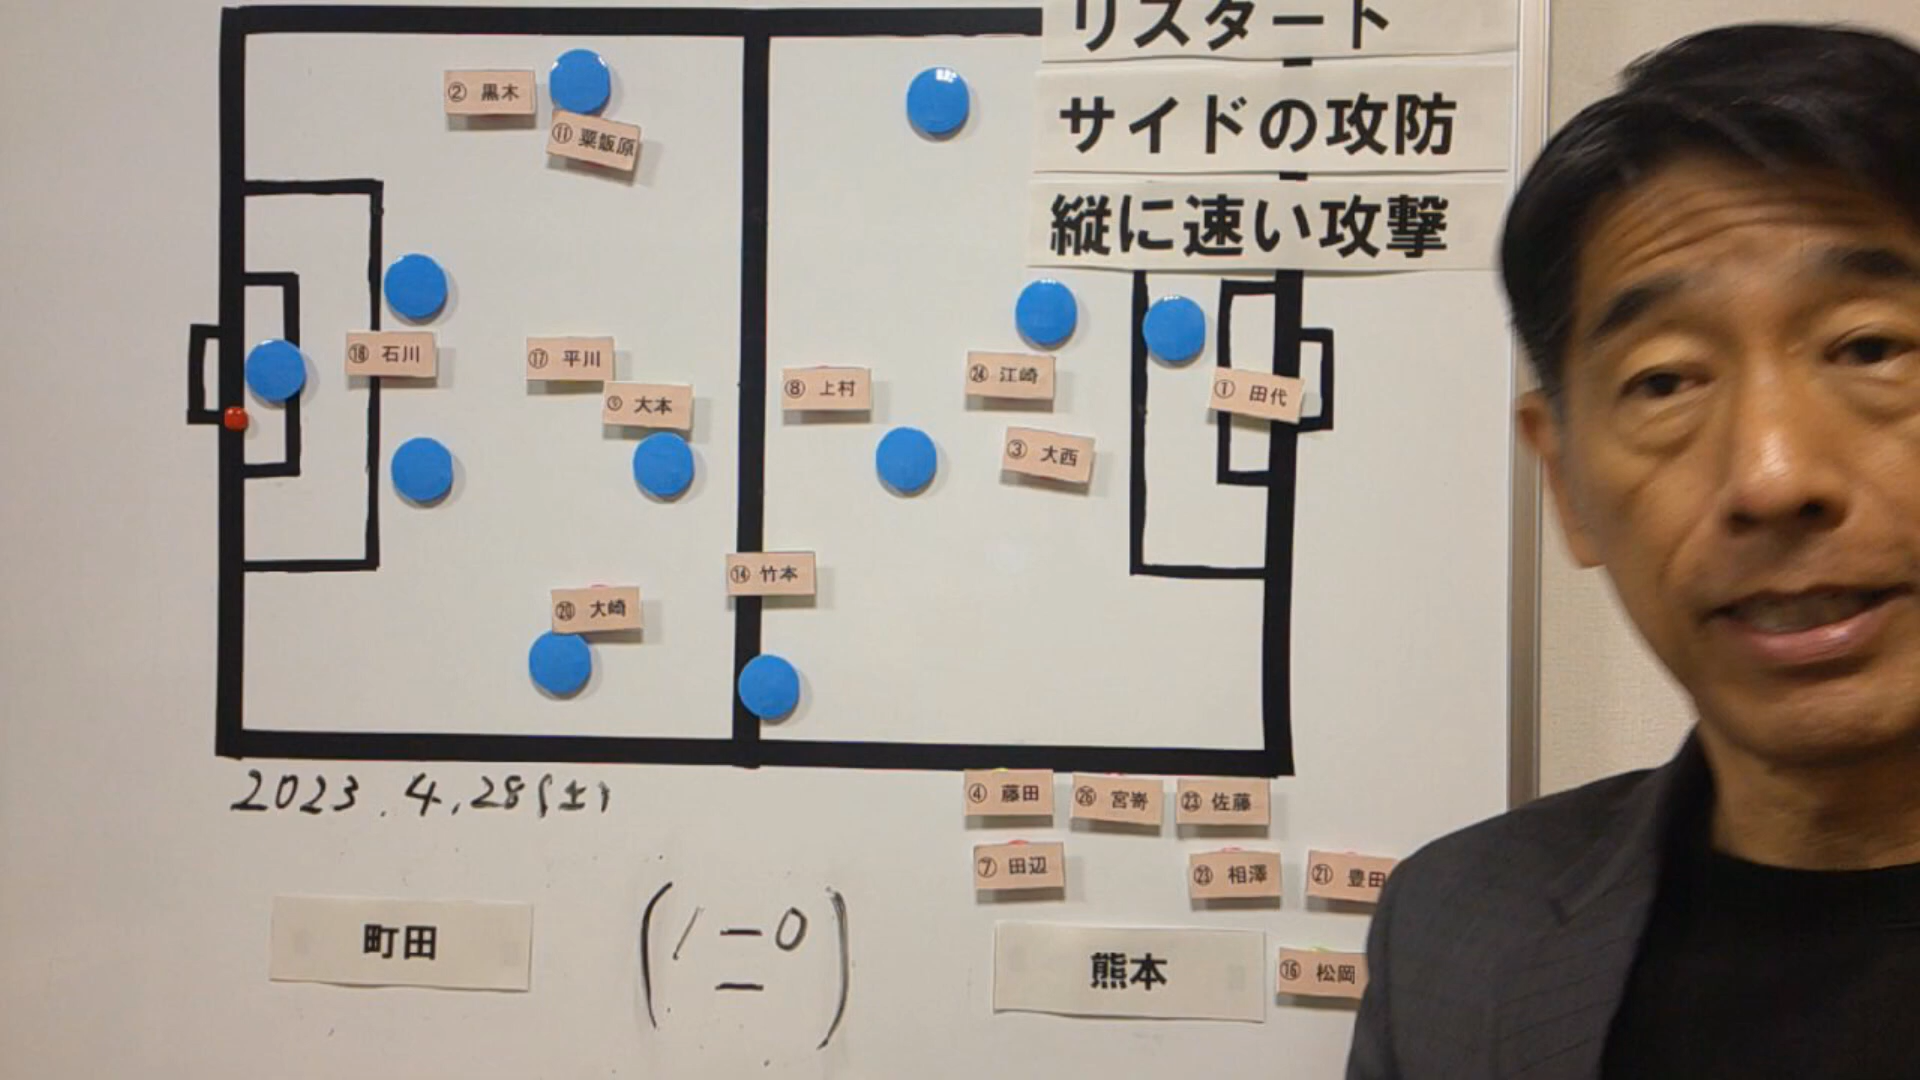 リスタート
サイドの攻防
縦に速い攻撃
② 黒木
⑪ 粟飯原
⑱ 石川
⑰ 平川
⑨ 大本
⑧ 上村
㉔ 江崎
③ 大西
① 田代
⑭ 竹本
⑳ 大崎
2023.4.28(土)
④ 藤田
㉖ 宮嵜
㉓ 佐藤
⑦ 田辺
相澤
㉑ 豊田
⑯ 松岡
町田
(1-0)
熊本